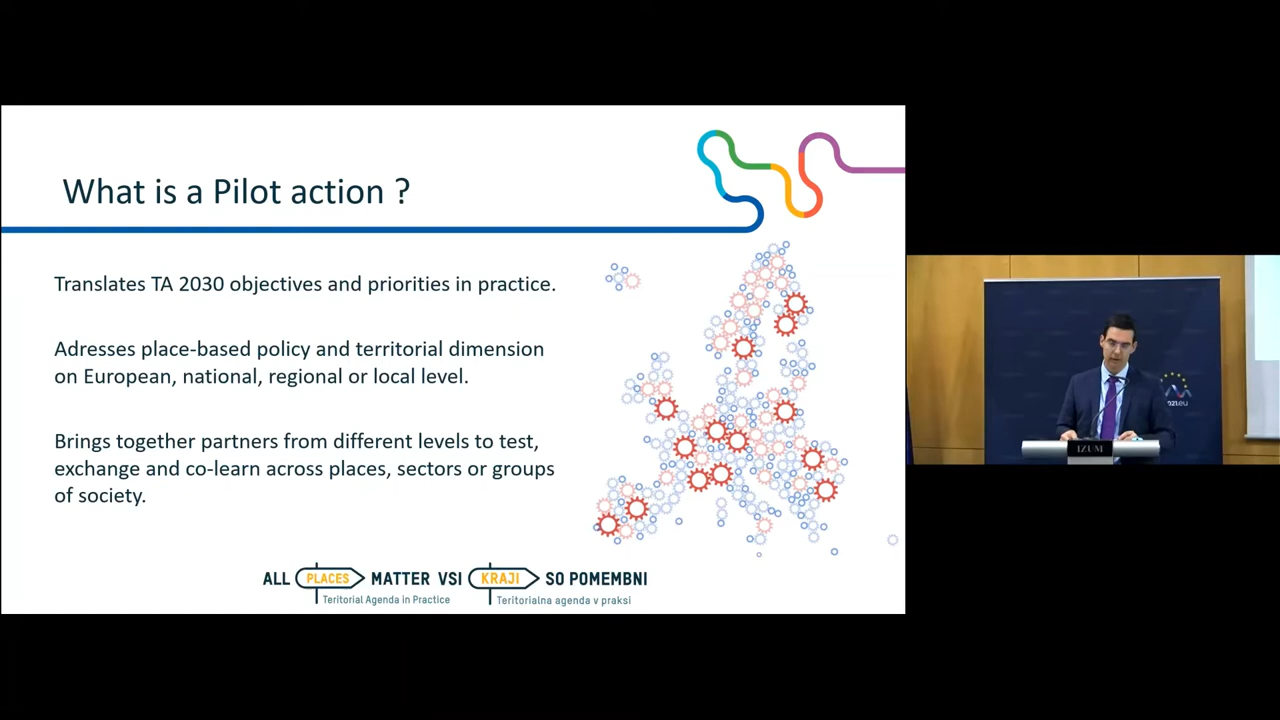 What is a Pilot action ?
Translates TA 2030 objectives and priorities in practice.
Adresses place-based policy and territorial dimension
on European, national, regional or local level.
Brings together partners from different levels to test,
exchange and co-learn across places, sectors or groups
of society.
ALL PLACES MATTER VSI KRAJI SO POMEMBNI
Territorial Agenda in Practice Teritorialna agenda v praksi
021.eu
IZUM